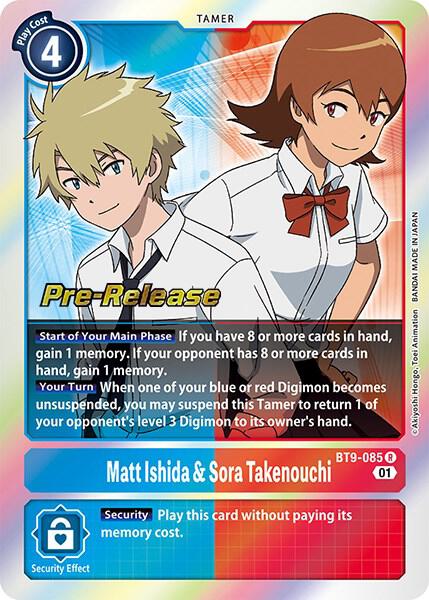 TAMER
Play Cost
4
Pre-Release
Start of Your Main Phase If you have 8 or more cards in hand,
gain 1 memory. If your opponent has 8 or more cards in
hand, gain 1 memory.
Your Turn When one of your blue or red Digimon becomes
unsuspended, you may suspend this Tamer to return 1 of
your opponent's level 3 Digimon to its owner's hand.
©Akiyoshi Hongo, Toei Animation BANDAI MADE IN JAPAN
BT9-085 R
Matt Ishida & Sora Takenouchi
01
Security Play this card without paying its
memory cost.
Security Effect